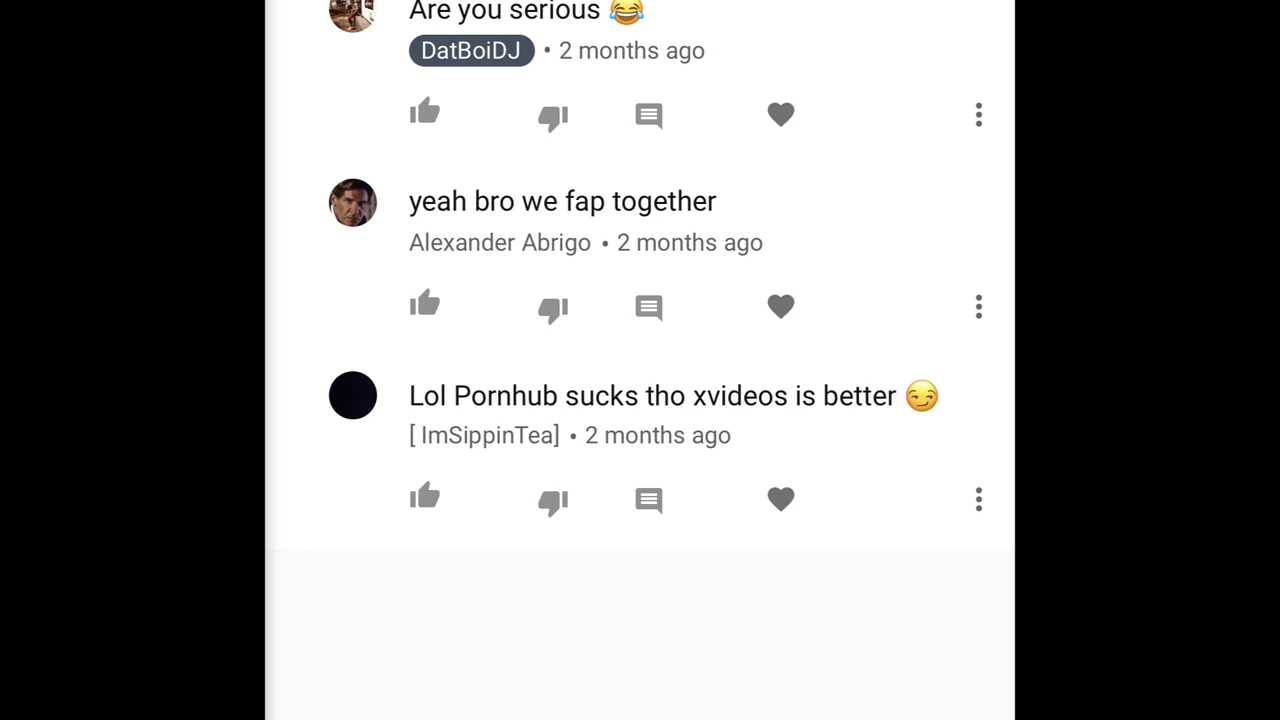 Are you serious 😂
DatBoiDJ • 2 months ago
yeah bro we fap together
Alexander Abrigo • 2 months ago
Lol Pornhub sucks tho xvideos is better 😏
[ ImSippinTea] • 2 months ago